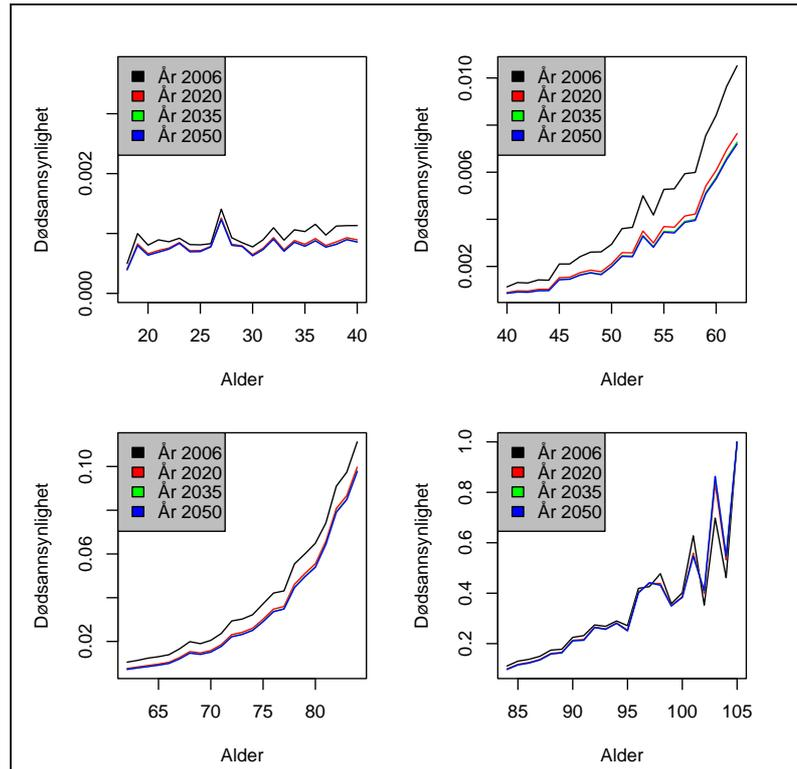 År 2006
År 2020
År 2035
År 2050
Dødsannsynlighet
0.000
0.002
20
25
30
35
40
Alder
År 2006
År 2020
År 2035
År 2050
Dødsannsynlighet
0.002
0.006
0.010
40
45
50
55
60
Alder
År 2006
År 2020
År 2035
År 2050
Dødsannsynlighet
0.02
0.06
0.10
65
70
75
80
Alder
År 2006
År 2020
År 2035
År 2050
Dødsannsynlighet
0.2
0.4
0.6
0.8
1.0
85
90
95
100
105
Alder